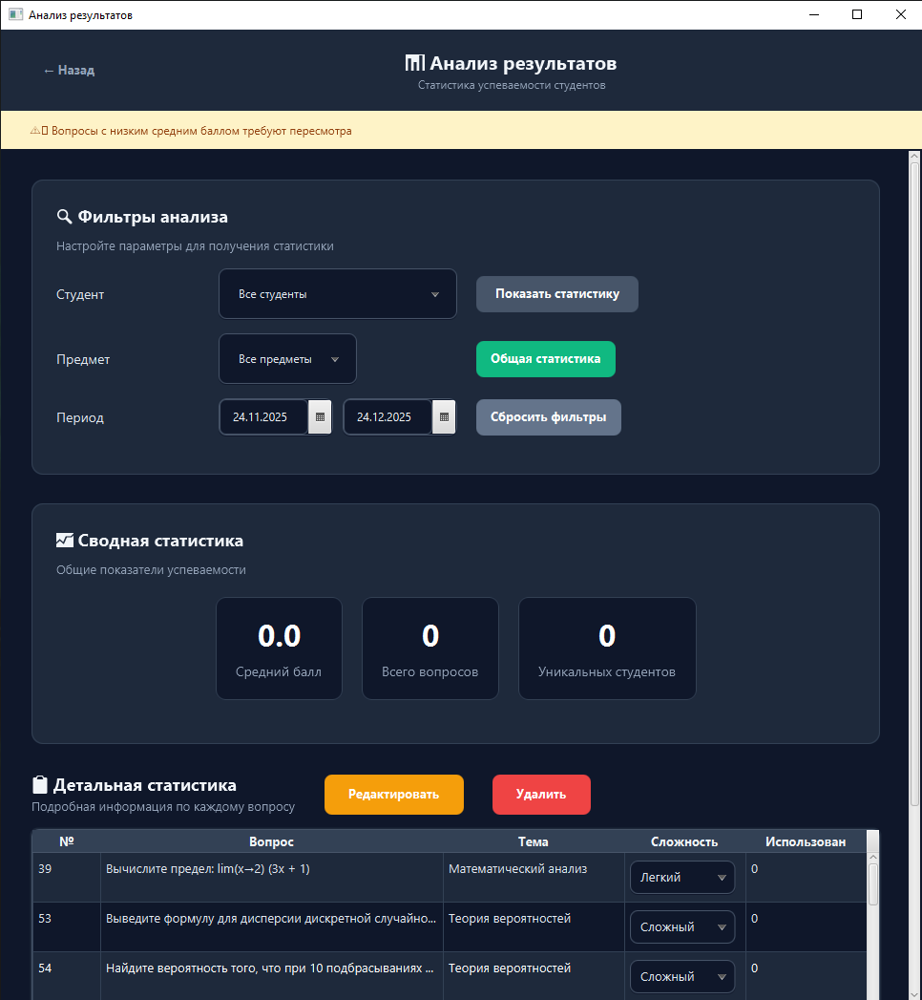 Анализ результатов
← Назад
Анализ результатов
Статистика успеваемости студентов
⚠ Вопросы с низким средним баллом требуют пересмотра
Фильтры анализа
Настройте параметры для получения статистики
Студент
Все студенты
Показать статистику
Предмет
Все предметы
Общая статистика
Период
24.11.2025
24.12.2025
Сбросить фильтры
Сводная статистика
Общие показатели успеваемости
0.0
Средний балл
0
Всего вопросов
0
Уникальных студентов
Детальная статистика
Подробная информация по каждому вопросу
Редактировать
Удалить
№ Вопрос Тема Сложность Использован
39 Вычислите предел: lim(x→2) (3x + 1) Математический анализ Легкий 0
53 Выведите формулу для дисперсии дискретной случайно... Теория вероятностей Сложный 0
54 Найдите вероятность того, что при 10 подбрасываниях ... Теория вероятностей Сложный 0